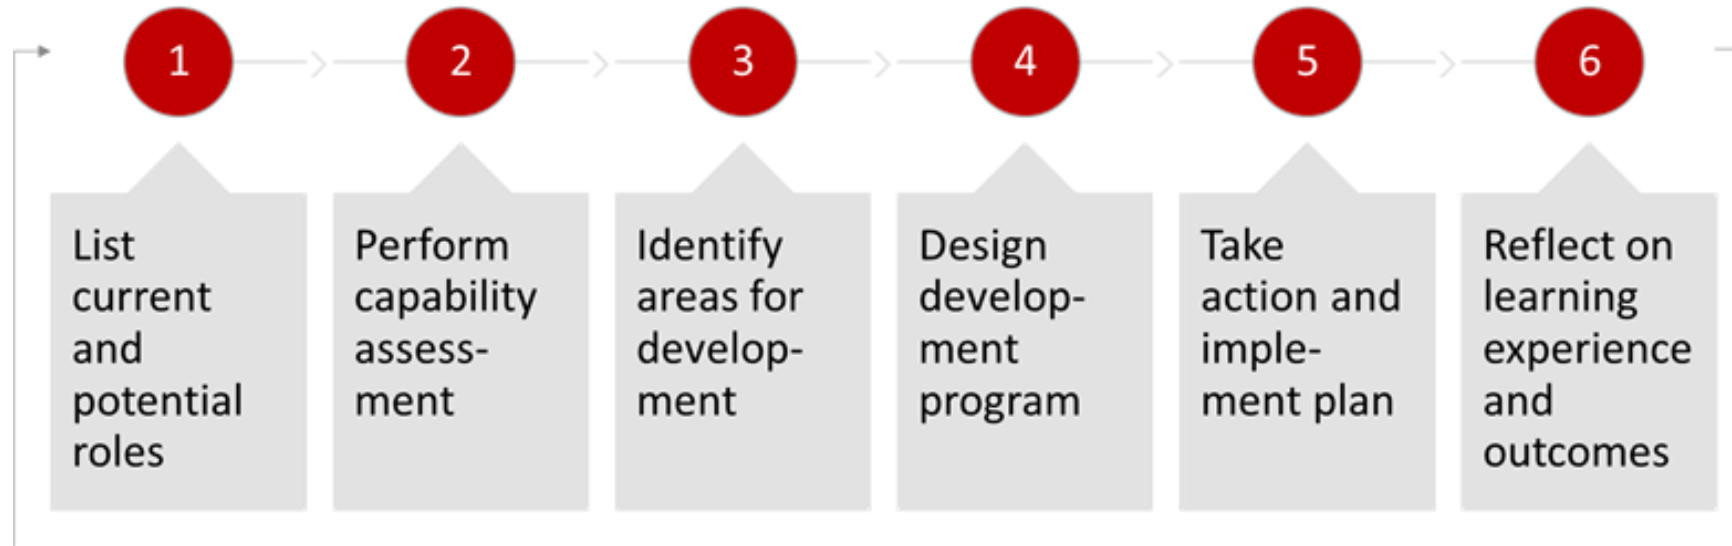 1
2
3
4
5
6
List
current
and
potential
roles
Perform
capability
assess-
ment
Identify
areas for
develop-
ment
Design
develop-
ment
program
Take
action and
imple-
ment plan
Reflect on
learning
experience
and
outcomes